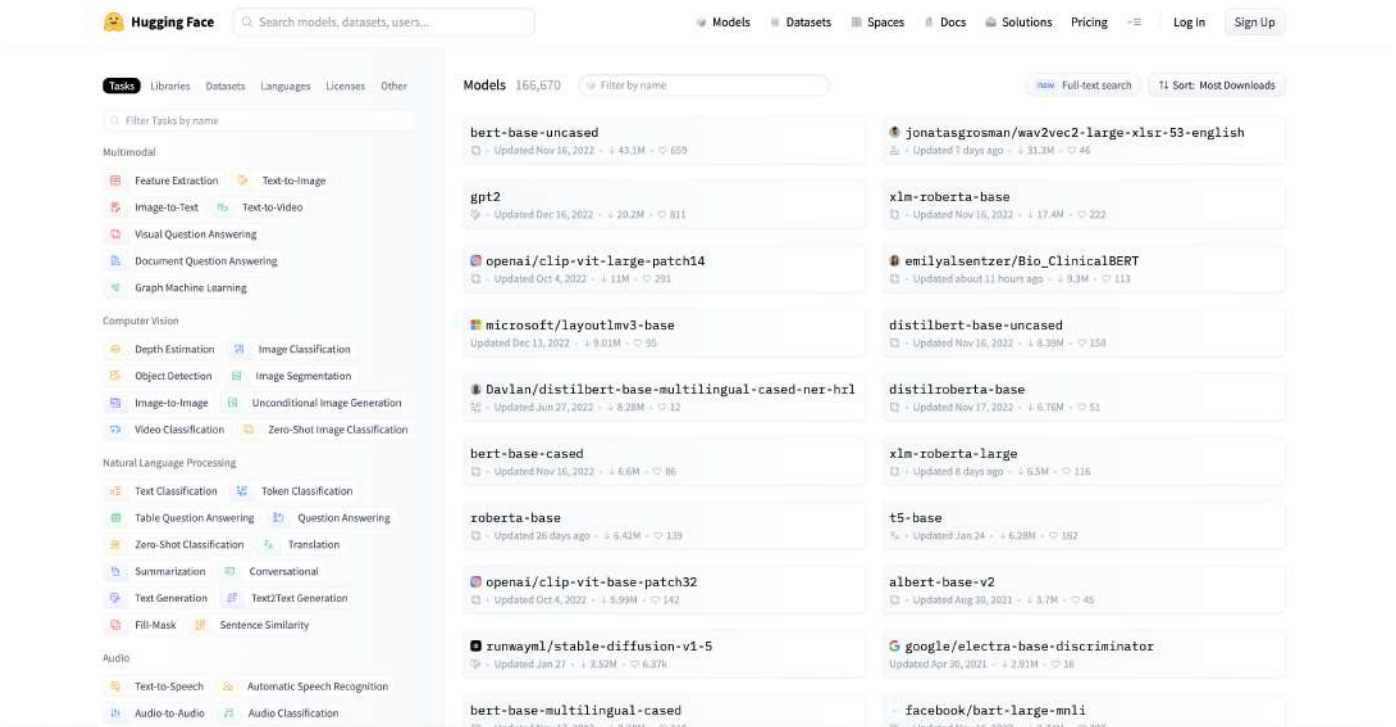 Hugging Face
Search models, datasets, users...
Models
Datasets
Spaces
Docs
Solutions
Pricing
Log In
Sign Up
Tasks
Libraries
Datasets
Languages
Licenses
Other
Filter Tasks by name
Multimodal
Feature Extraction
Text-to-Image
Image-to-Text
Text-to-Video
Visual Question Answering
Document Question Answering
Graph Machine Learning
Computer Vision
Depth Estimation
Image Classification
Object Detection
Image Segmentation
Image-to-Image
Unconditional Image Generation
Video Classification
Zero-Shot Image Classification
Natural Language Processing
Text Classification
Token Classification
Table Question Answering
Question Answering
Zero-Shot Classification
Translation
Summarization
Conversational
Text Generation
Text2Text Generation
Fill-Mask
Sentence Similarity
Audio
Text-to-Speech
Automatic Speech Recognition
Audio-to-Audio
Audio Classification
Models 166,670
Filter by name
new Full-text search
Sort: Most Downloads
bert-base-uncased
Updated Nov 16, 2022 • 43.1M • 659
jonatasgrosman/wav2vec2-large-xlsr-53-english
Updated 7 days ago • 31.3M • 46
gpt2
Updated Dec 16, 2022 • 20.2M • 811
xlm-roberta-base
Updated Nov 16, 2022 • 17.4M • 222
openai/clip-vit-large-patch14
Updated Oct 4, 2022 • 11M • 291
emilyalsentzer/Bio_ClinicalBERT
Updated about 11 hours ago • 9.3M • 113
microsoft/layoutlmv3-base
Updated Dec 13, 2022 • 9.01M • 95
distilbert-base-uncased
Updated Nov 16, 2022 • 8.39M • 158
Davlan/distilbert-base-multilingual-cased-ner-hrl
Updated Jun 27, 2022 • 8.28M • 12
distilroberta-base
Updated Nov 17, 2022 • 6.76M • 51
bert-base-cased
Updated Nov 16, 2022 • 6.6M • 86
xlm-roberta-large
Updated 8 days ago • 6.5M • 116
roberta-base
Updated 26 days ago • 6.42M • 139
t5-base
Updated Jan 24 • 6.28M • 162
openai/clip-vit-base-patch32
Updated Oct 4, 2022 • 5.99M • 142
albert-base-v2
Updated Aug 30, 2021 • 3.7M • 45
runwayml/stable-diffusion-v1-5
Updated Jan 27 • 3.52M • 6.37k
google/electra-base-discriminator
Updated Apr 30, 2021 • 2.91M • 16
bert-base-multilingual-cased
facebook/bart-large-mnli